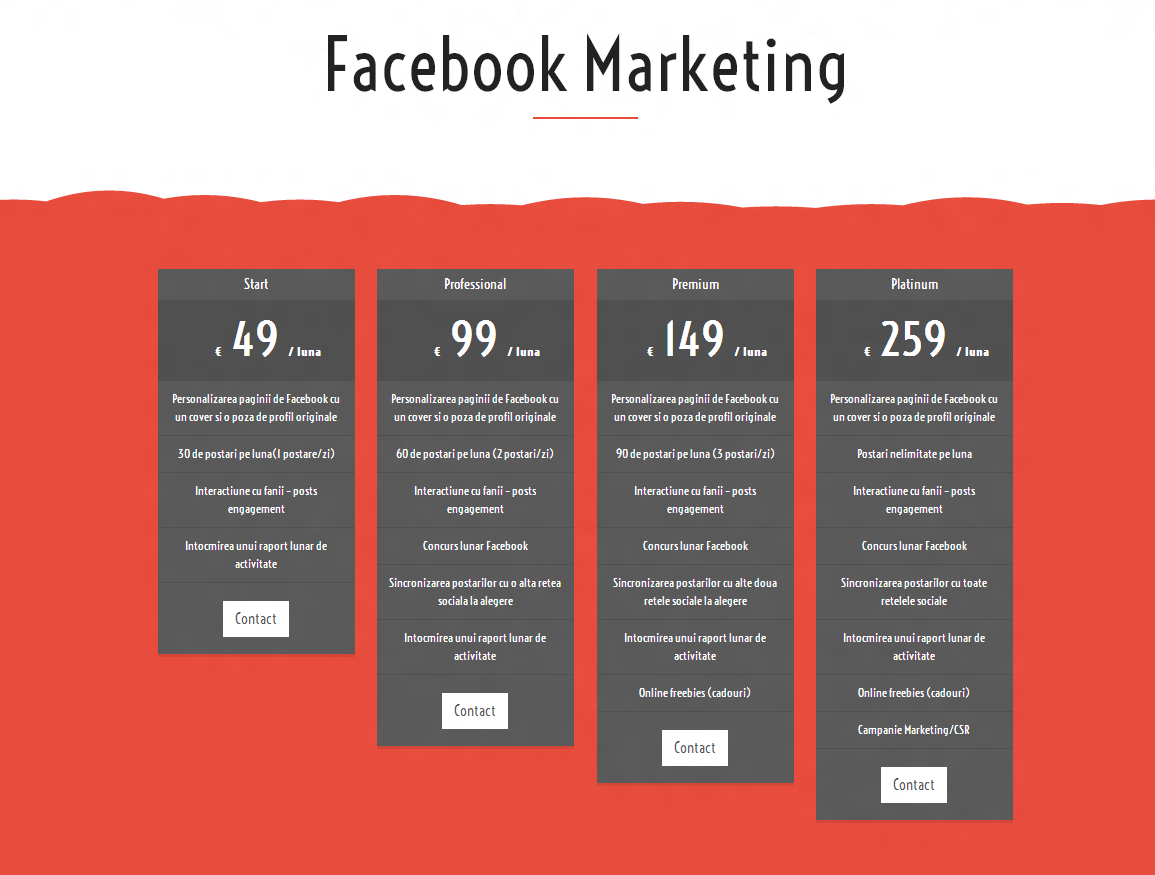 Facebook Marketing
Start
€ 49 / luna
Personalizarea paginii de Facebook cu
un cover si o poza de profil originale
30 de postari pe luna(1 postare/zi)
Interactiune cu fanii – posts
engagement
Intocmirea unui raport lunar de
activitate
Contact
Professional
€ 99 / luna
Personalizarea paginii de Facebook cu
un cover si o poza de profil originale
60 de postari pe luna (2 postari/zi)
Interactiune cu fanii – posts
engagement
Concurs lunar Facebook
Sincronizarea postarilor cu o alta retea
sociala la alegere
Intocmirea unui raport lunar de
activitate
Contact
Premium
€ 149 / luna
Personalizarea paginii de Facebook cu
un cover si o poza de profil originale
90 de postari pe luna (3 postari/zi)
Interactiune cu fanii – posts
engagement
Concurs lunar Facebook
Sincronizarea postarilor cu alte doua
retele sociale la alegere
Intocmirea unui raport lunar de
activitate
Online freebies (cadouri)
Contact
Platinum
€ 259 / luna
Personalizarea paginii de Facebook cu
un cover si o poza de profil originale
Postari nelimitate pe luna
Interactiune cu fanii – posts
engagement
Concurs lunar Facebook
Sincronizarea postarilor cu toate
retelele sociale
Intocmirea unui raport lunar de
activitate
Online freebies (cadouri)
Campanie Marketing/CSR
Contact